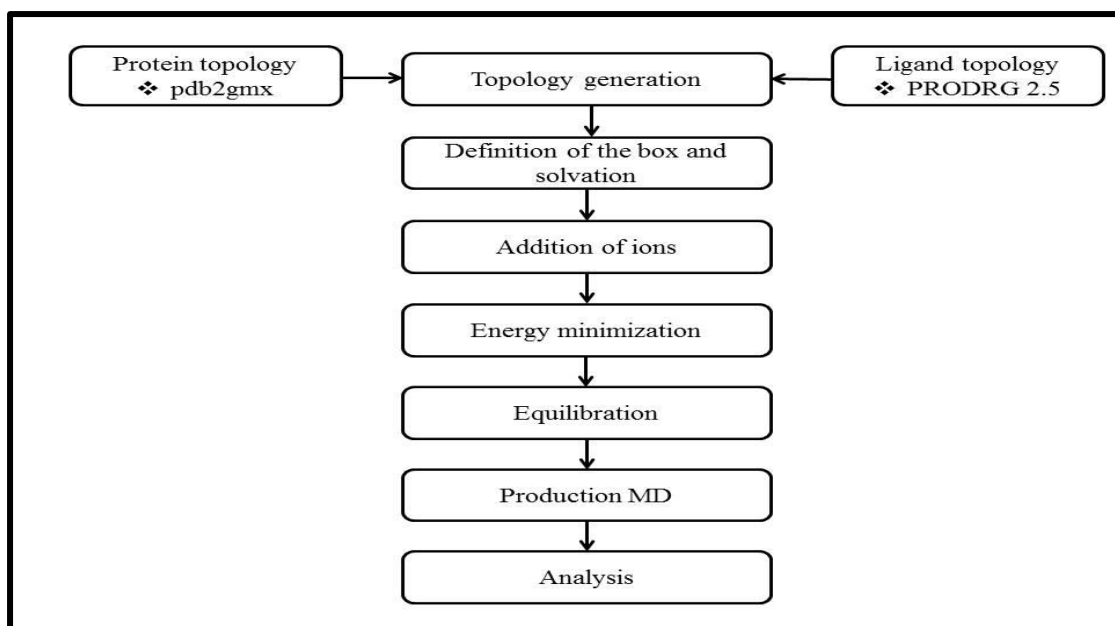 Protein topology
❖ pdb2gmx
Topology generation
Ligand topology
❖ PRODRG 2.5
Definition of the box and
solvation
Addition of ions
Energy minimization
Equilibration
Production MD
Analysis